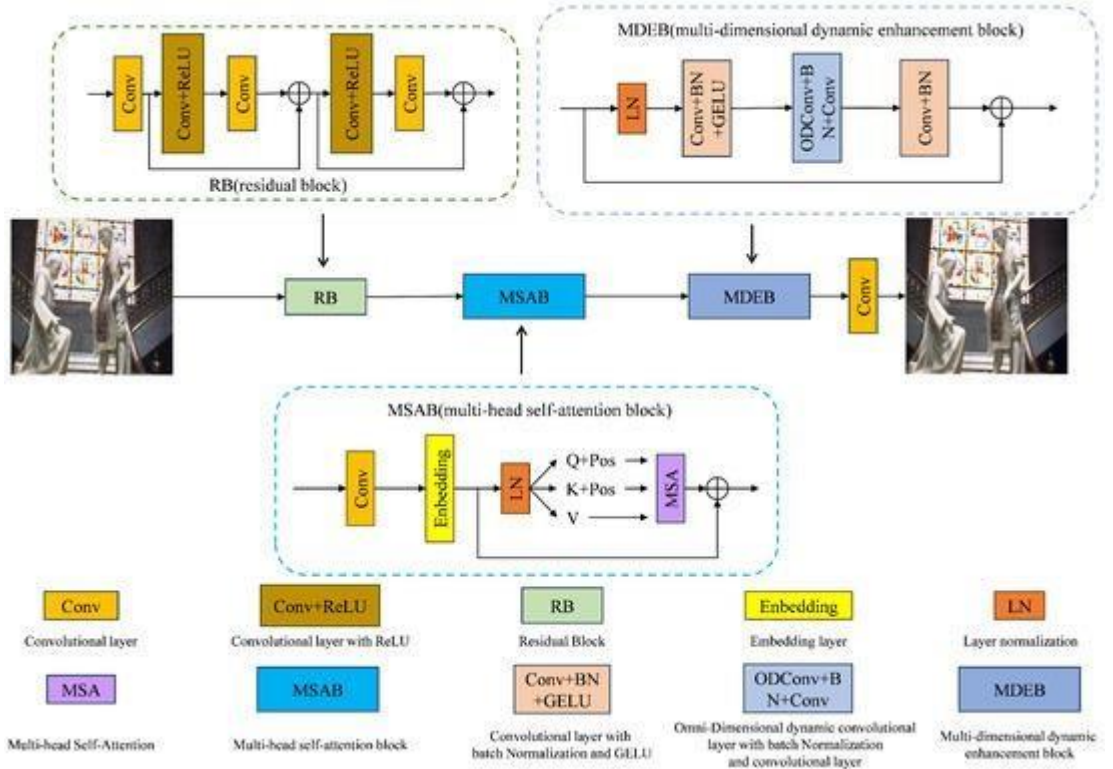 MDEB(multi-dimensional dynamic enhancement block)
Conv
Conv+ReLU
Conv
Conv+ReLU
Conv
RB(residual block)
LN
Conv+BN
+GELU
ODConv+B
N+Conv
Conv+BN
RB
MSAB
MDEB
Conv
MSAB(multi-head self-attention block)
Conv
Enbedding
LN
Q+Pos
K+Pos
V
MSA
Conv
Convolutional layer
Conv+ReLU
Convolutional layer with ReLU
RB
Residual Block
Enbedding
Embedding layer
LN
Layer normalization
MSA
Multi-head Self-Attention
MSAB
Multi-head self-attention block
Conv+BN
+GELU
Convolutional layer with
batch Normalization and GELU
ODConv+B
N+Conv
Omni-Dimensional dynamic convolutional
layer with batch Normalization
and convolutional layer
MDEB
Multi-dimensional dynamic
enhancement block